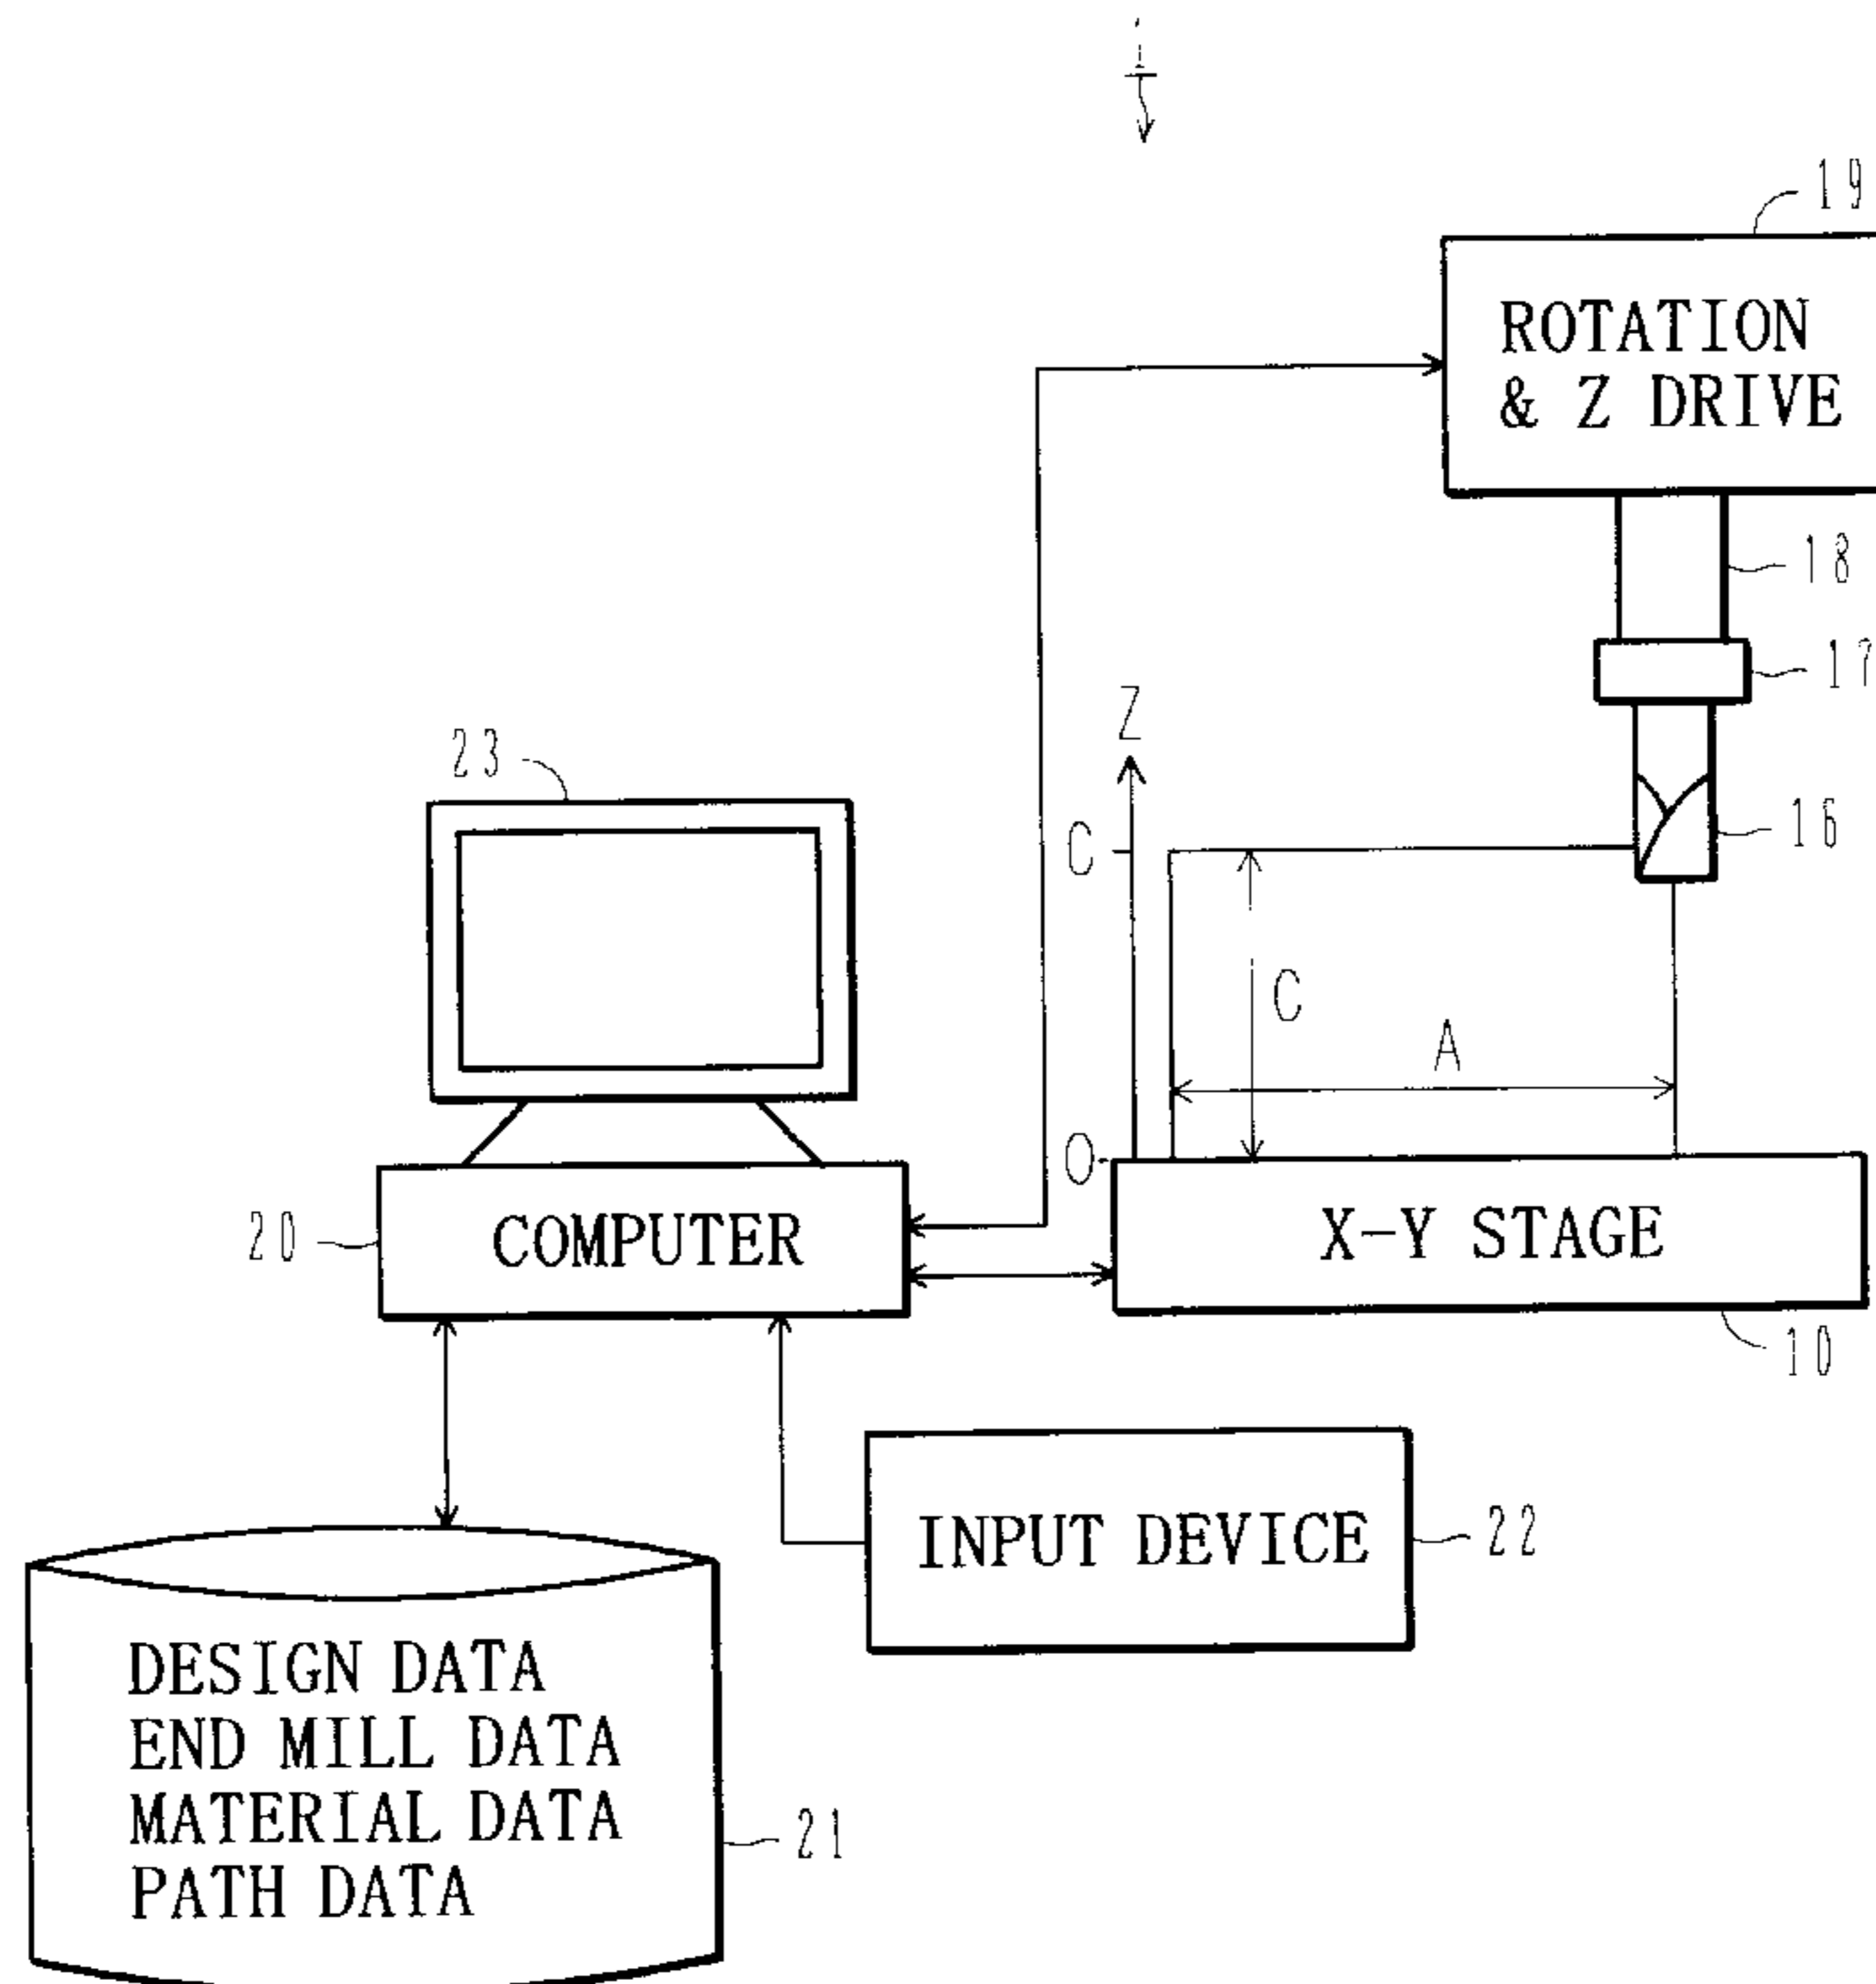 1
19
ROTATION
& Z DRIVE
18
17
Z
23
16
C
C
A
O
20
COMPUTER
X-Y STAGE
10
INPUT DEVICE
22
DESIGN DATA
END MILL DATA
MATERIAL DATA
PATH DATA
21